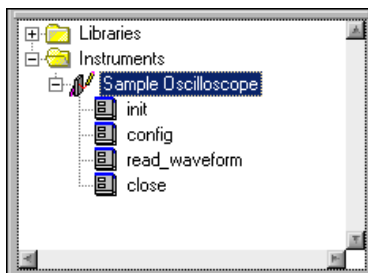 Libraries
Instruments
Sample Oscilloscope
init
config
read_waveform
close